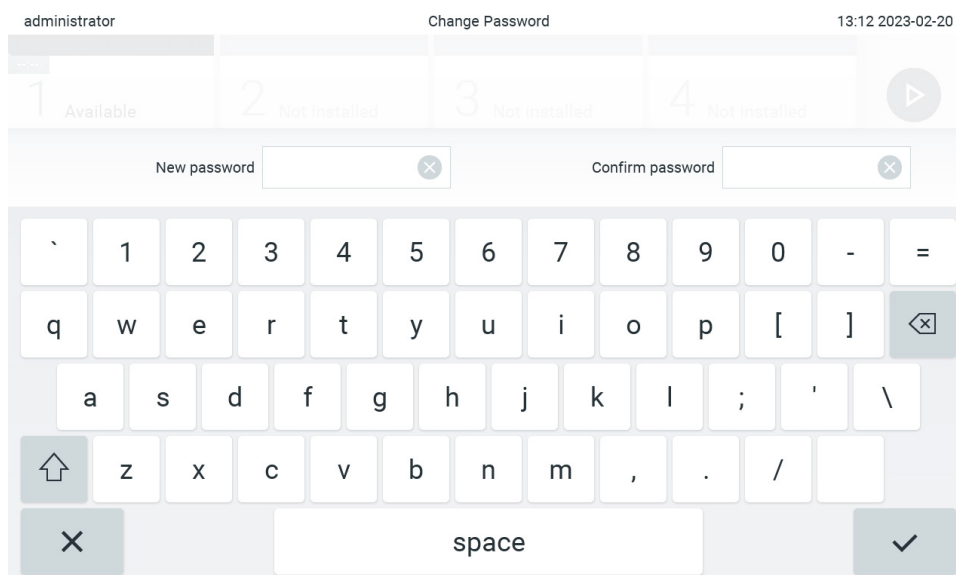 administrator Change Password 13:12 2023-02-20
1 Available 2 Not installed 3 Not installed 4 Not installed
New password Confirm password
` 1 2 3 4 5 6 7 8 9 0 - =
q w e r t y u i o p [ ]
a s d f g h j k l ; ' \
z x c v b n m , . /
space